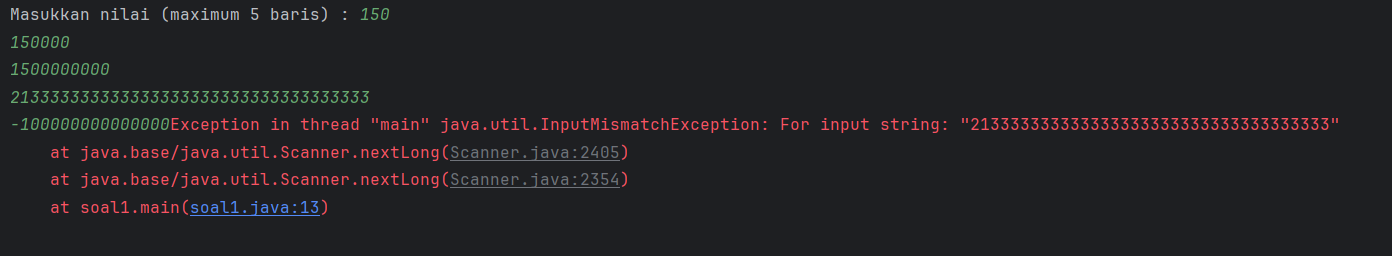 Masukkan nilai (maximum 5 baris) : 150
150000
1500000000
213333333333333333333333333333333333
-100000000000000Exception in thread "main" java.util.InputMismatchException: For input string: "213333333333333333333333333333333333"
at java.base/java.util.Scanner.nextLong(Scanner.java:2405)
at java.base/java.util.Scanner.nextLong(Scanner.java:2354)
at soal1.main(soal1.java:13)